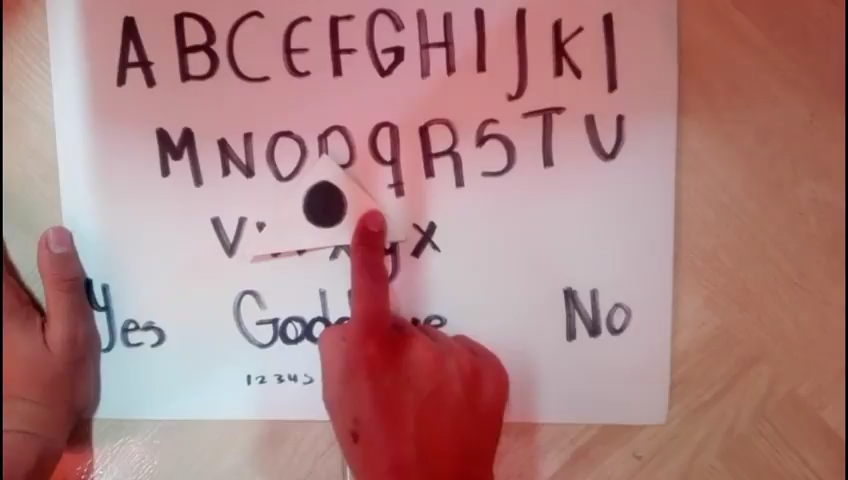 A B C E F G H I J K l
M N O P q R S T U
V y X
Yes No
1 2 3 4 5